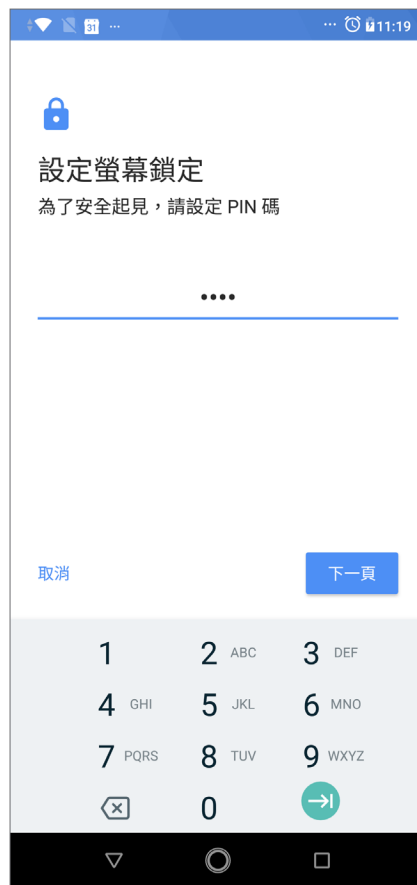 31 ... ... 11:19
設定螢幕鎖定
為了安全起見，請設定 PIN 碼
••••
取消 下一頁
1 2 ABC 3 DEF
4 GHI 5 JKL 6 MNO
7 PQRS 8 TUV 9 WXYZ
0